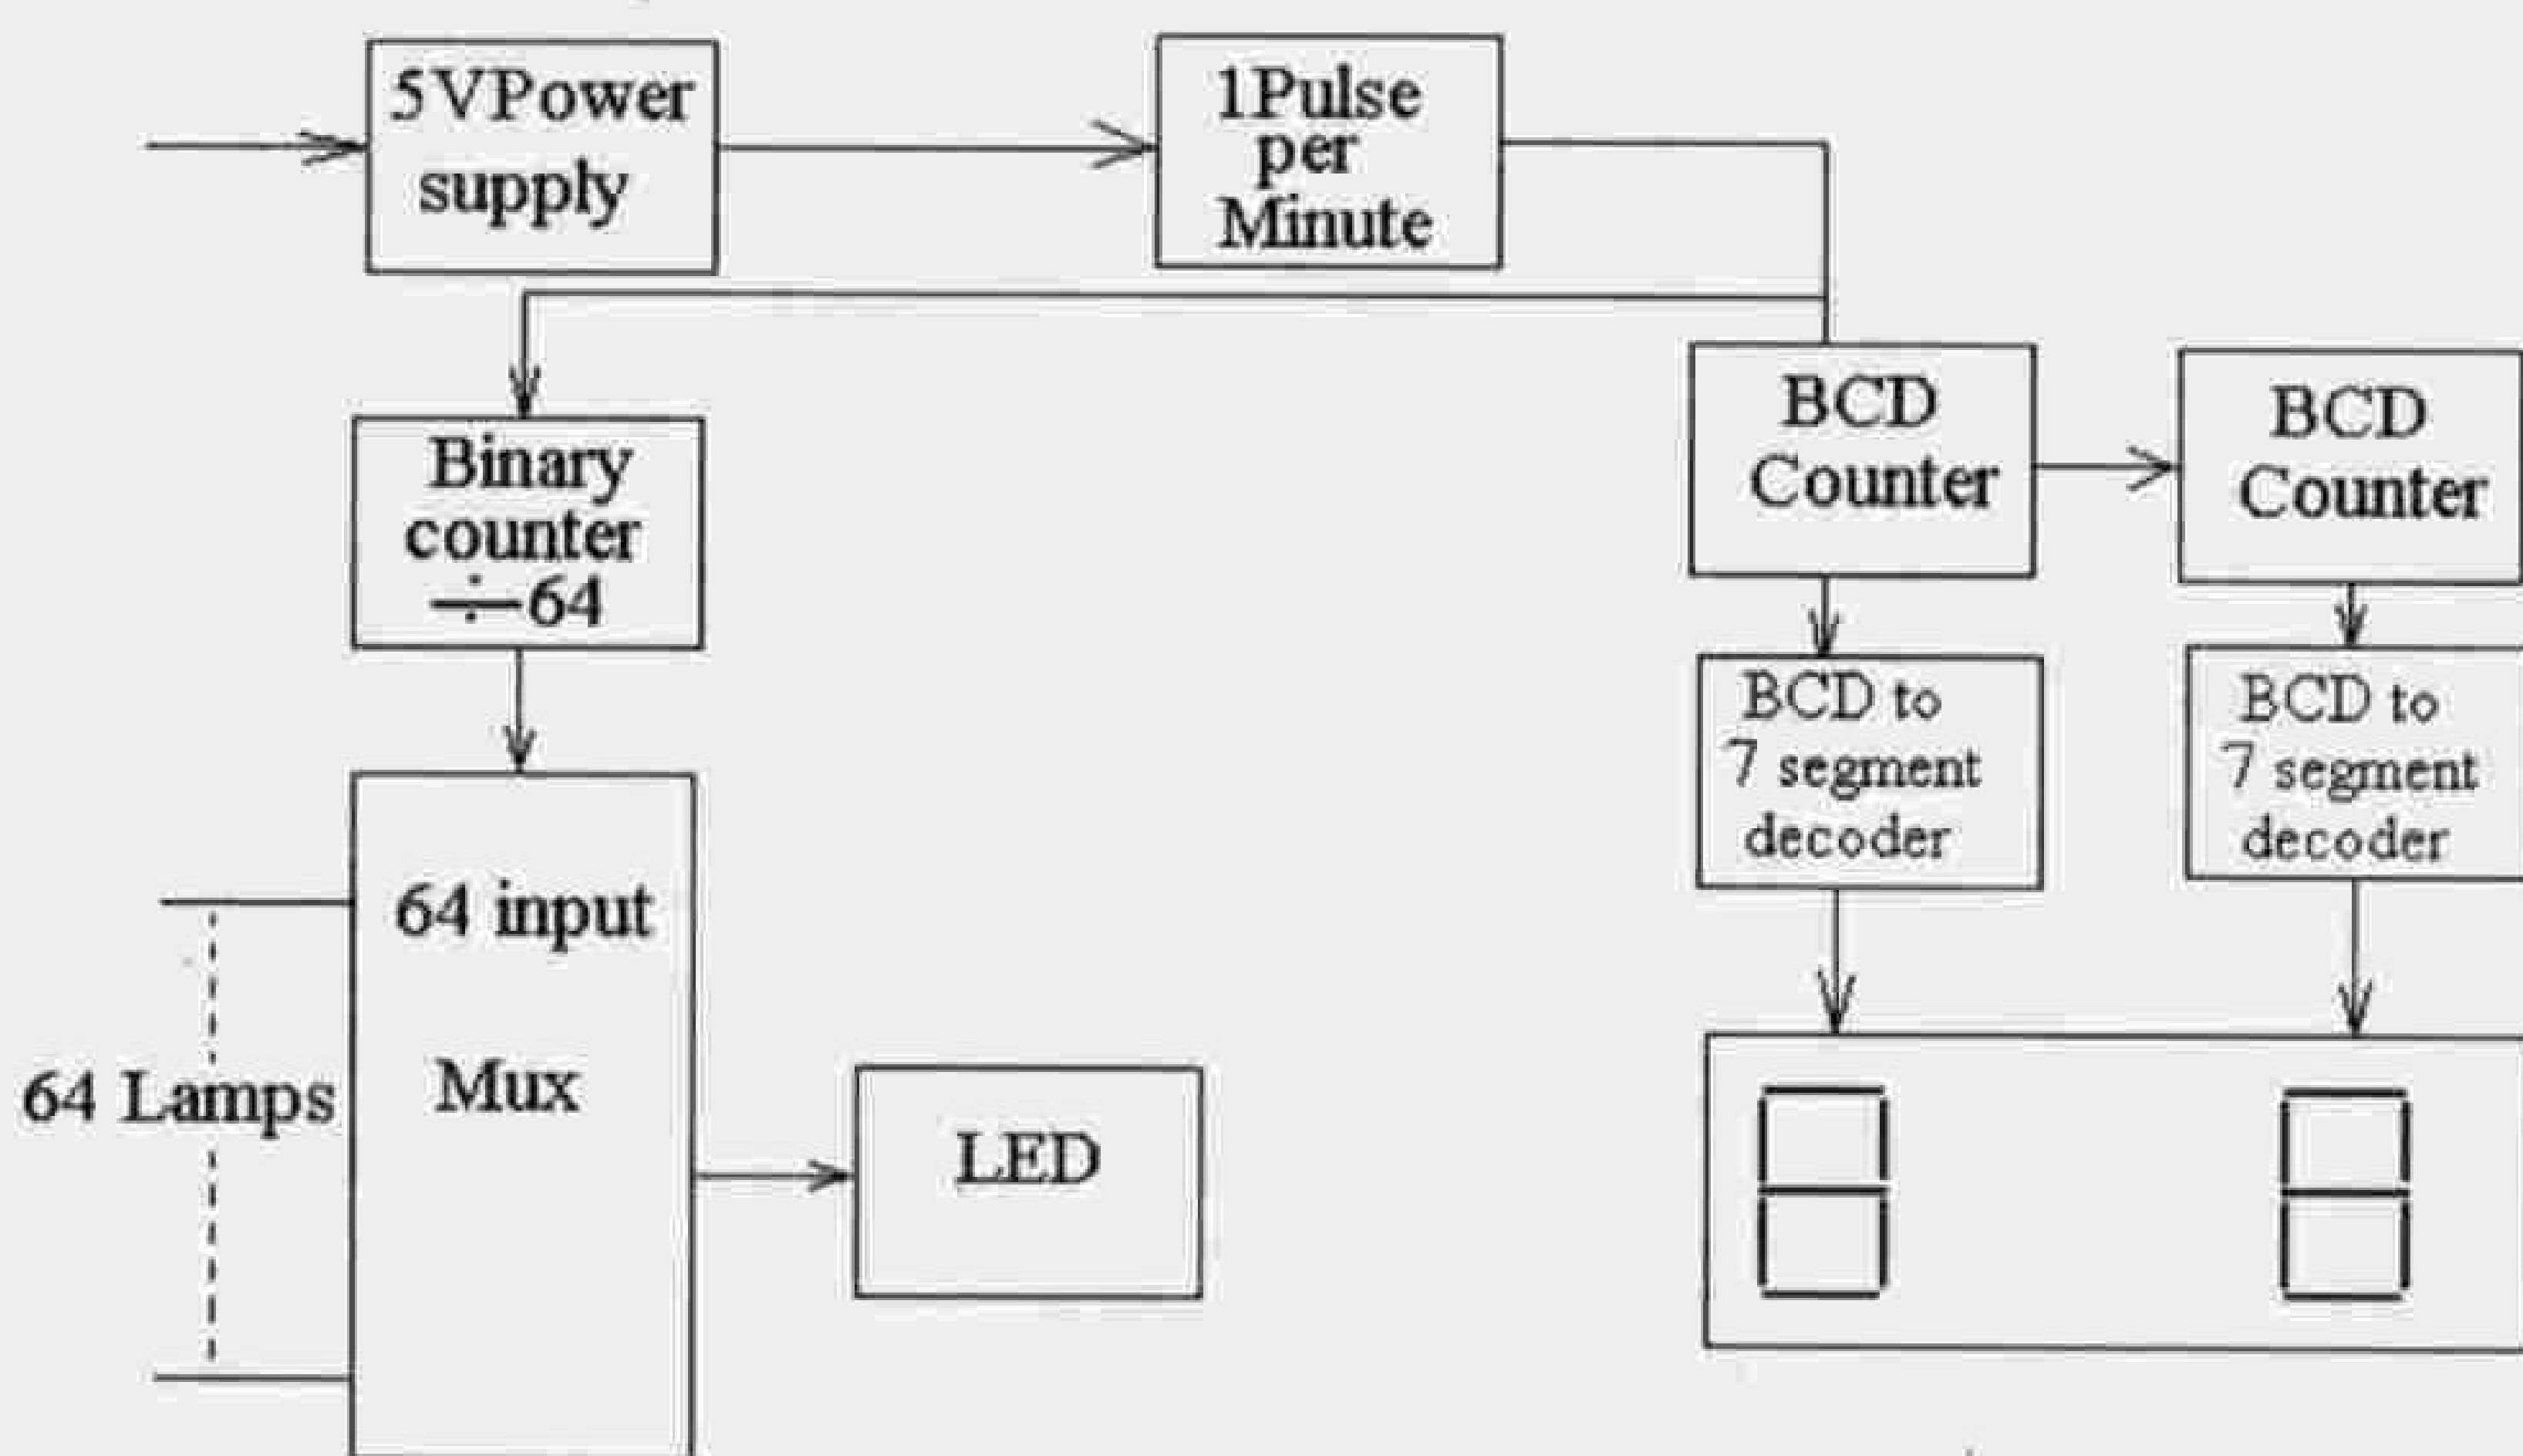 5VPower
supply
1Pulse
per
Minute
Binary
counter
÷64
BCD
Counter
BCD
Counter
BCD to
7 segment
decoder
BCD to
7 segment
decoder
64 input
Mux
64 Lamps
LED